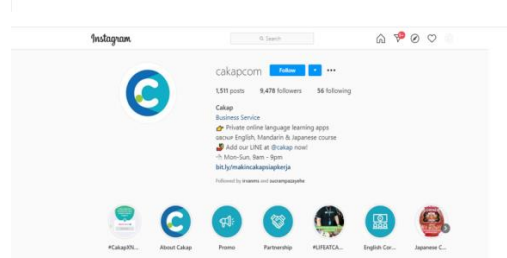 Instagram
Search
cakapcom Follow
1,511 posts 9,478 followers 56 following
Cakap
Business Service
Private online language learning apps
English, Mandarin & Japanese course
Add our LINE at @cakap now!
Mon-Sun, 9am - 9pm
bit.ly/makincakapsiapkerja
Followed by and
#CakapXN... About Cakap Promo Partnership #LIFEATCA... English Cor... Japanese C...